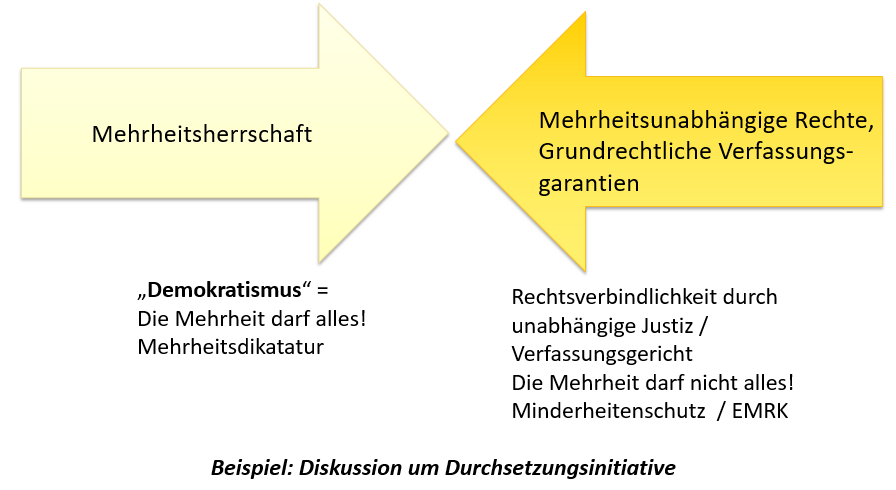 Mehrheitsherrschaft
Mehrheitsunabhängige Rechte,
Grundrechtliche Verfassungs-
garantien
„Demokratismus“ =
Die Mehrheit darf alles!
Mehrheitsdikatatur
Rechtsverbindlichkeit durch
unabhängige Justiz /
Verfassungsgericht
Die Mehrheit darf nicht alles!
Minderheitenschutz / EMRK
Beispiel: Diskussion um Durchsetzungsinitiative